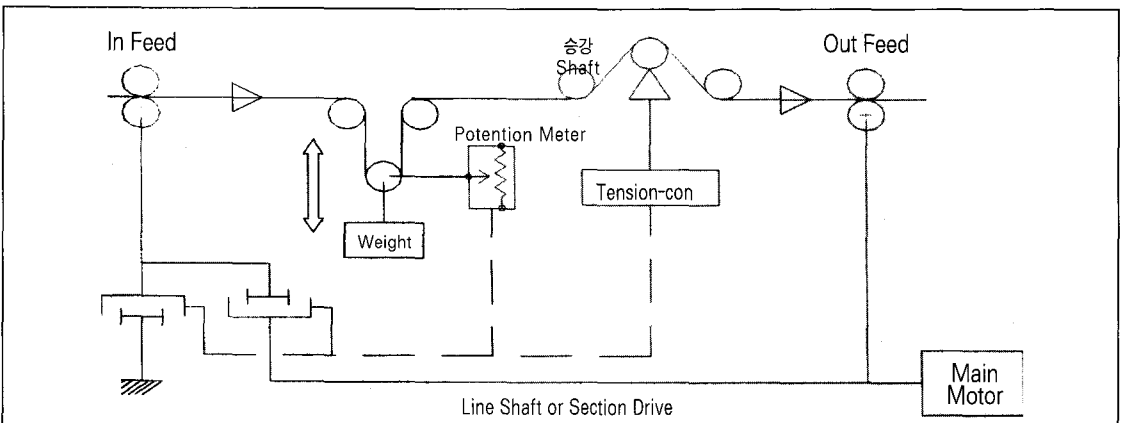 In Feed
승강
Shaft
Out Feed
Potention Meter
Tension-con
Weight
Main
Motor
Line Shaft or Section Drive